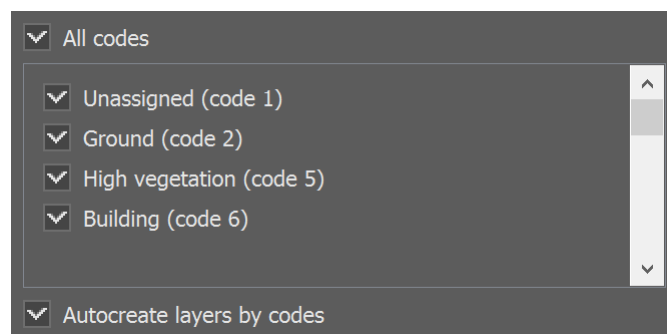 All codes
Unassigned (code 1)
Ground (code 2)
High vegetation (code 5)
Building (code 6)
Autocreate layers by codes